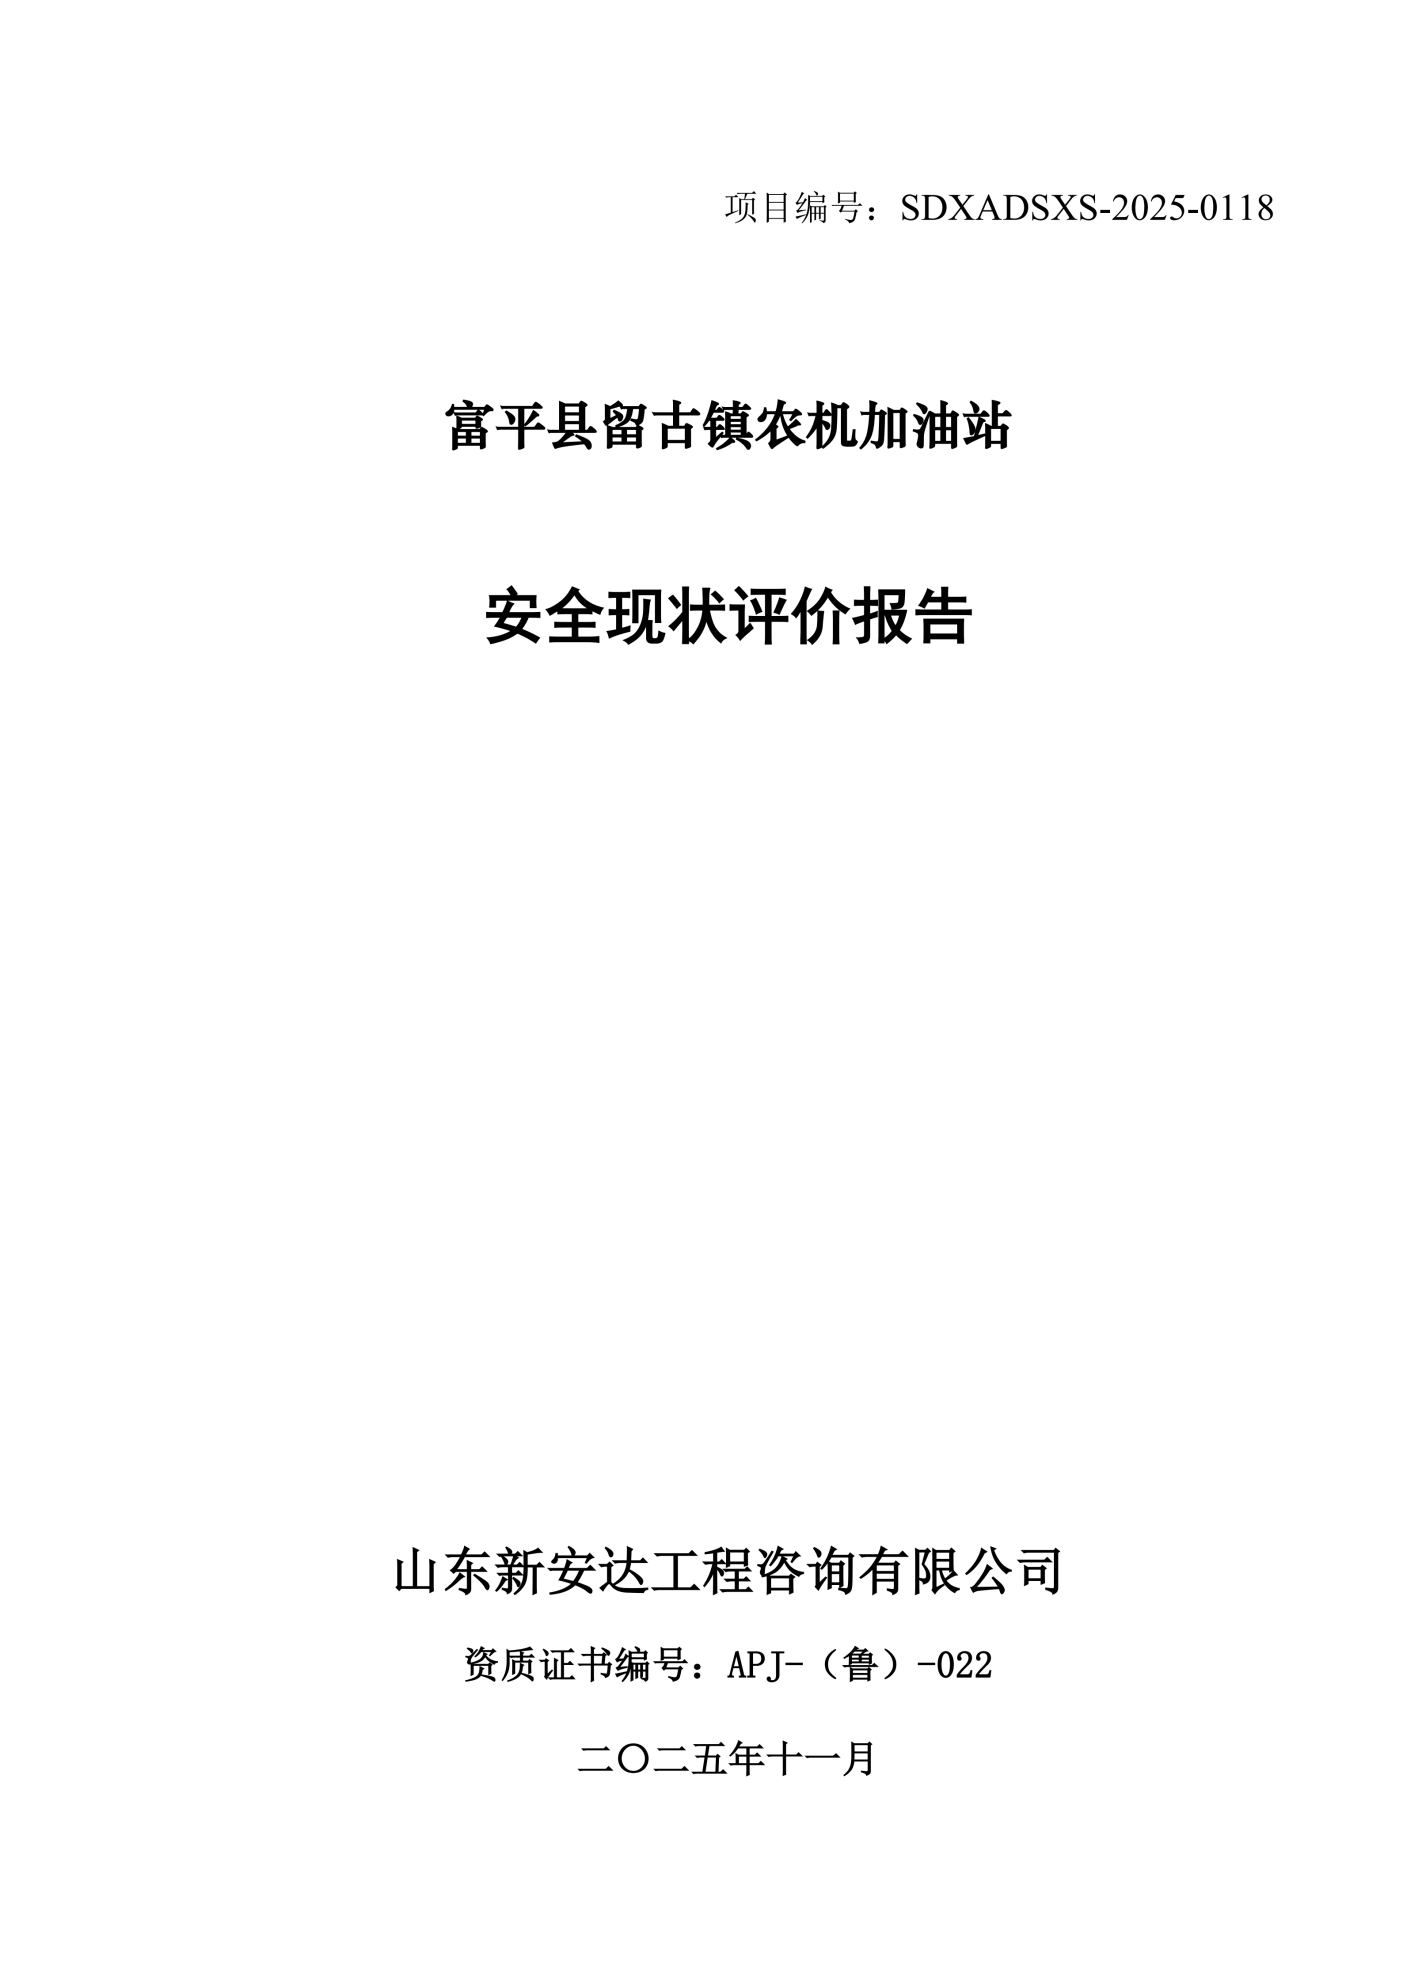 项目编号：SDXADSXS-2025-0118
富平县留古镇农机加油站
安全现状评价报告
山东新安达工程咨询有限公司
资质证书编号：APJ-（鲁）-022
二〇二五年十一月